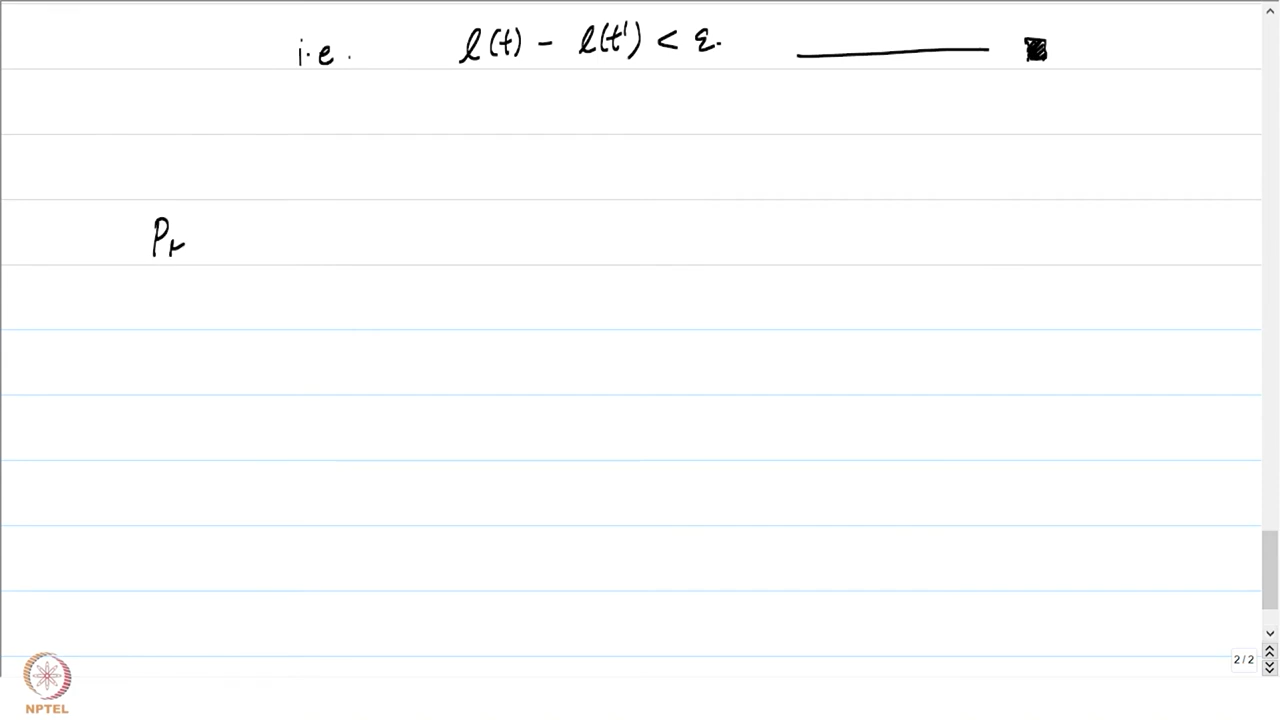 i.e. l(t) - l(t') < ε.
Pr
2 / 2
NPTEL